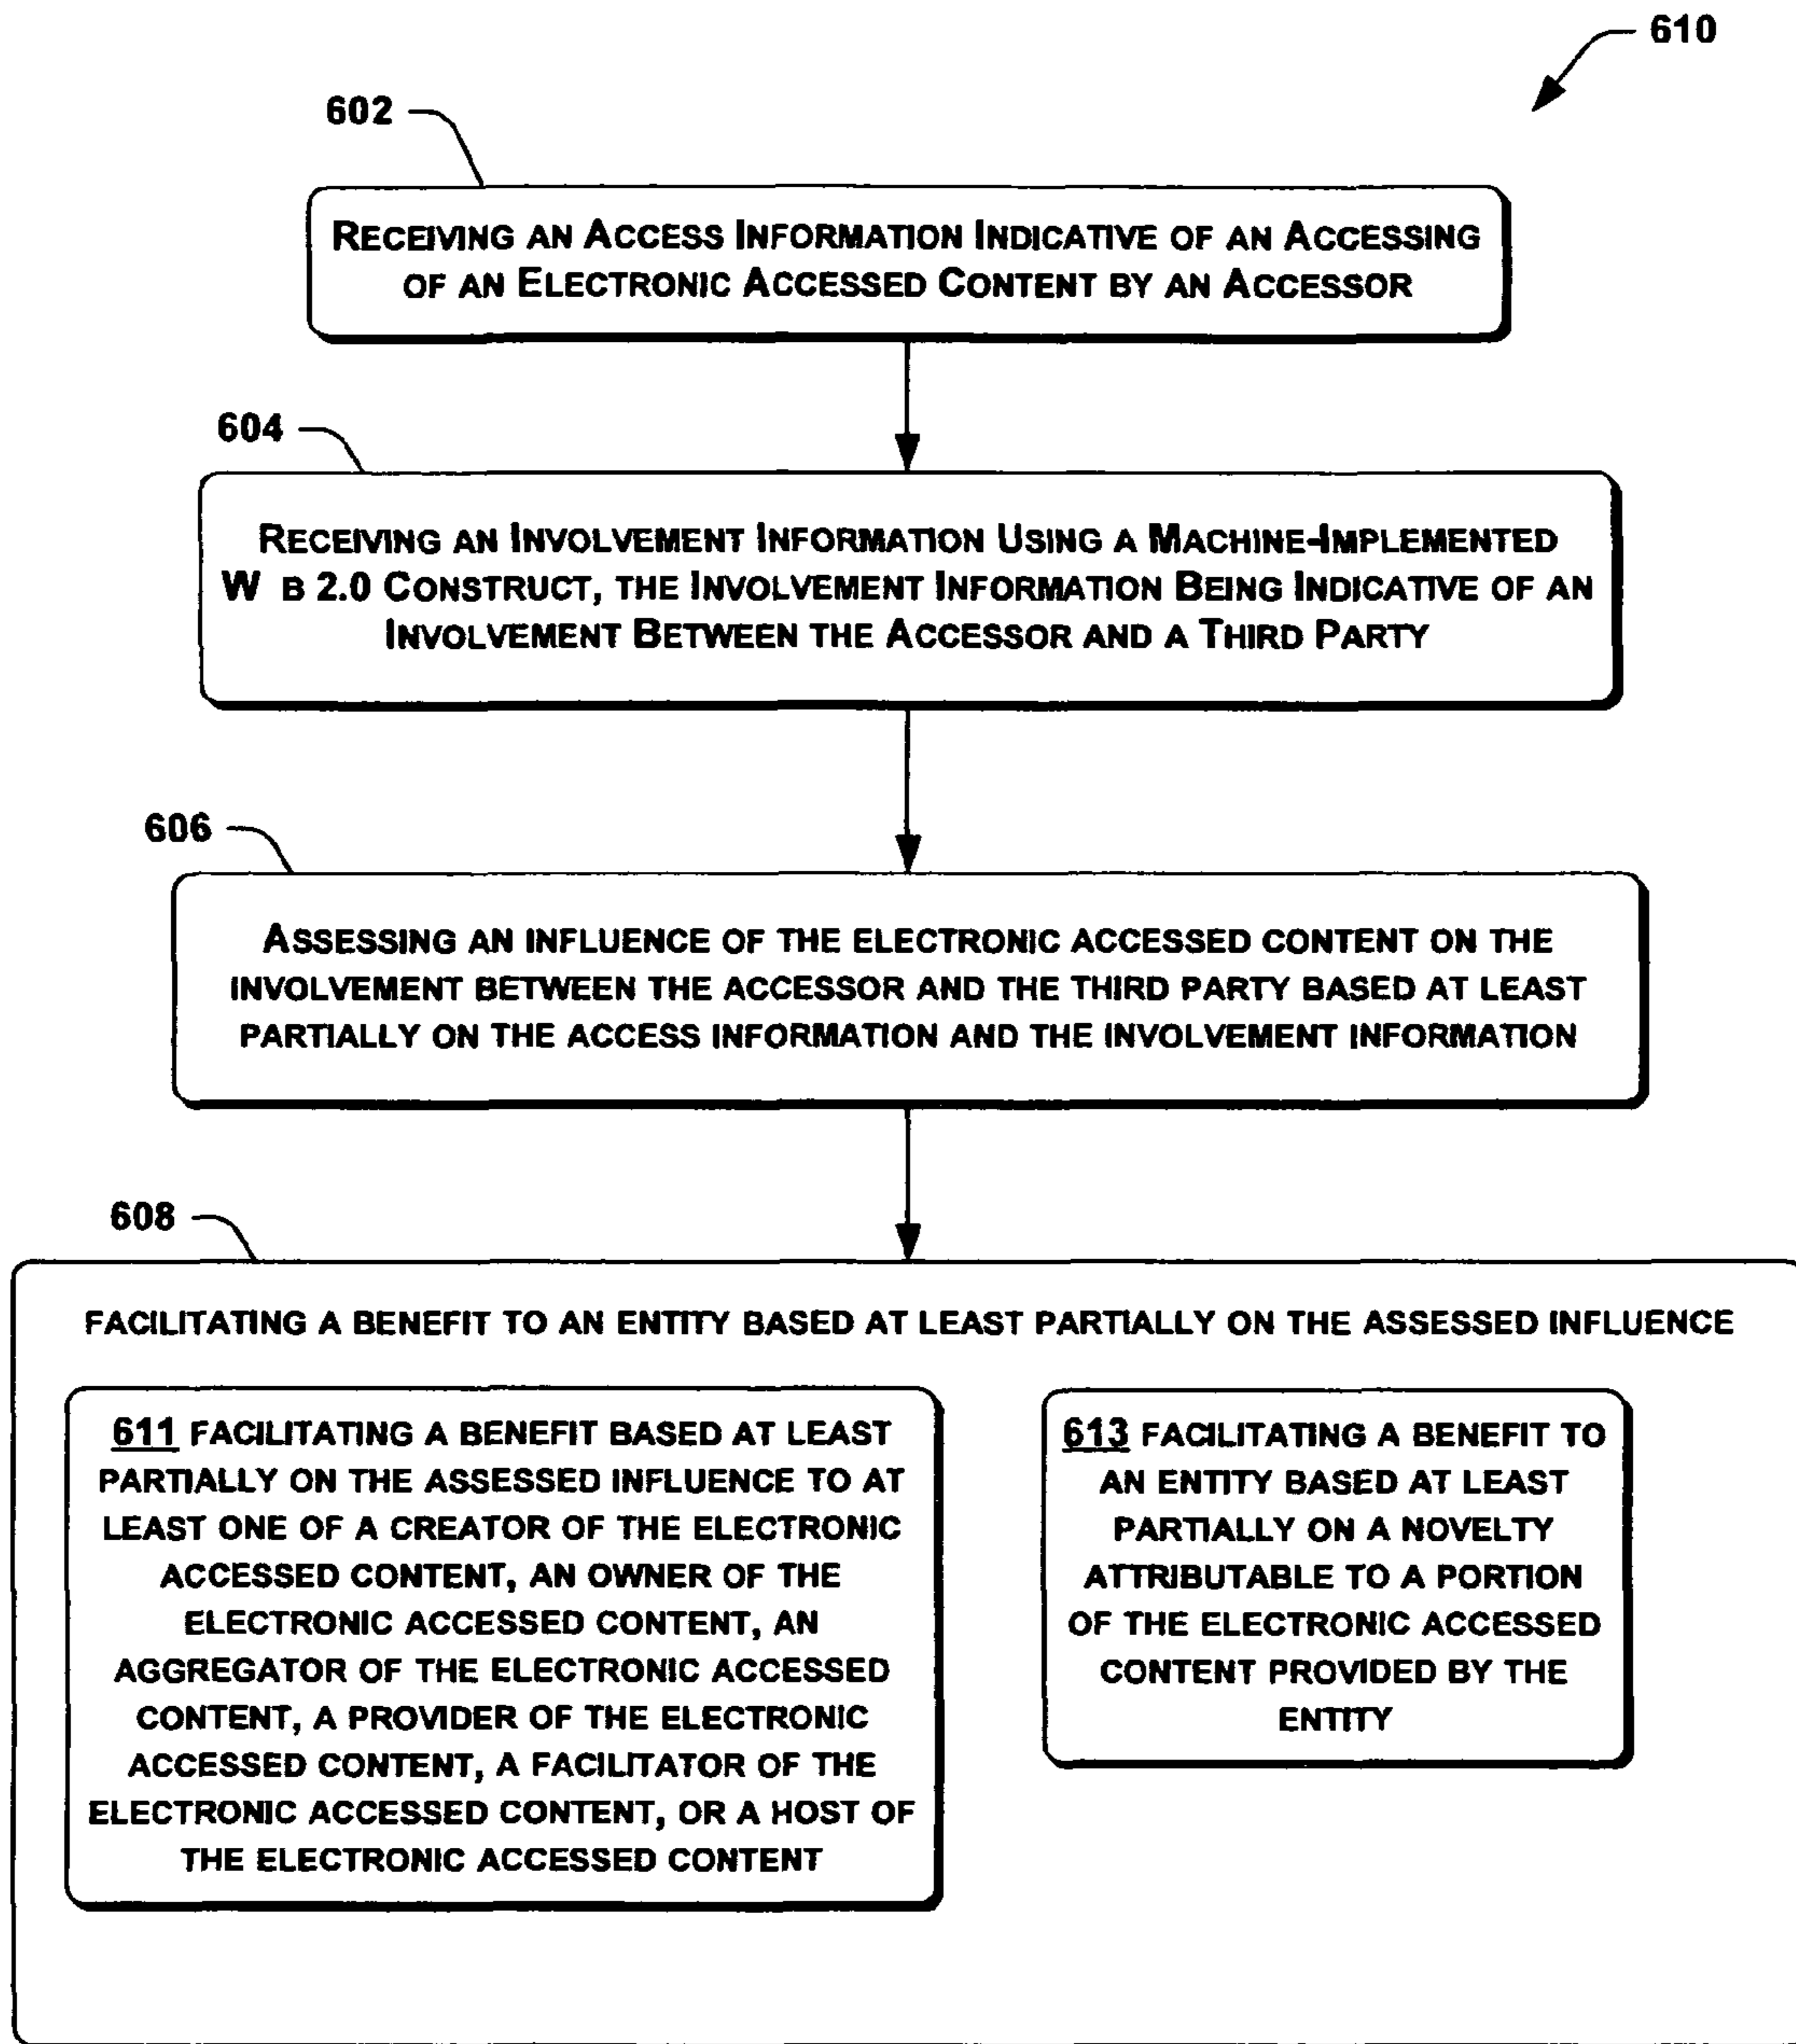 610
602
RECEIVING AN ACCESS INFORMATION INDICATIVE OF AN ACCESSING
OF AN ELECTRONIC ACCESSED CONTENT BY AN ACCESSOR
604
RECEIVING AN INVOLVEMENT INFORMATION USING A MACHINE-IMPLEMENTED
W B 2.0 CONSTRUCT, THE INVOLVEMENT INFORMATION BEING INDICATIVE OF AN
INVOLVEMENT BETWEEN THE ACCESSOR AND A THIRD PARTY
606
ASSESSING AN INFLUENCE OF THE ELECTRONIC ACCESSED CONTENT ON THE
INVOLVEMENT BETWEEN THE ACCESSOR AND THE THIRD PARTY BASED AT LEAST
PARTIALLY ON THE ACCESS INFORMATION AND THE INVOLVEMENT INFORMATION
608
FACILITATING A BENEFIT TO AN ENTITY BASED AT LEAST PARTIALLY ON THE ASSESSED INFLUENCE
611 FACILITATING A BENEFIT BASED AT LEAST
PARTIALLY ON THE ASSESSED INFLUENCE TO AT
LEAST ONE OF A CREATOR OF THE ELECTRONIC
ACCESSED CONTENT, AN OWNER OF THE
ELECTRONIC ACCESSED CONTENT, AN
AGGREGATOR OF THE ELECTRONIC ACCESSED
CONTENT, A PROVIDER OF THE ELECTRONIC
ACCESSED CONTENT, A FACILITATOR OF THE
ELECTRONIC ACCESSED CONTENT, OR A HOST OF
THE ELECTRONIC ACCESSED CONTENT
613 FACILITATING A BENEFIT TO
AN ENTITY BASED AT LEAST
PARTIALLY ON A NOVELTY
ATTRIBUTABLE TO A PORTION
OF THE ELECTRONIC ACCESSED
CONTENT PROVIDED BY THE
ENTITY